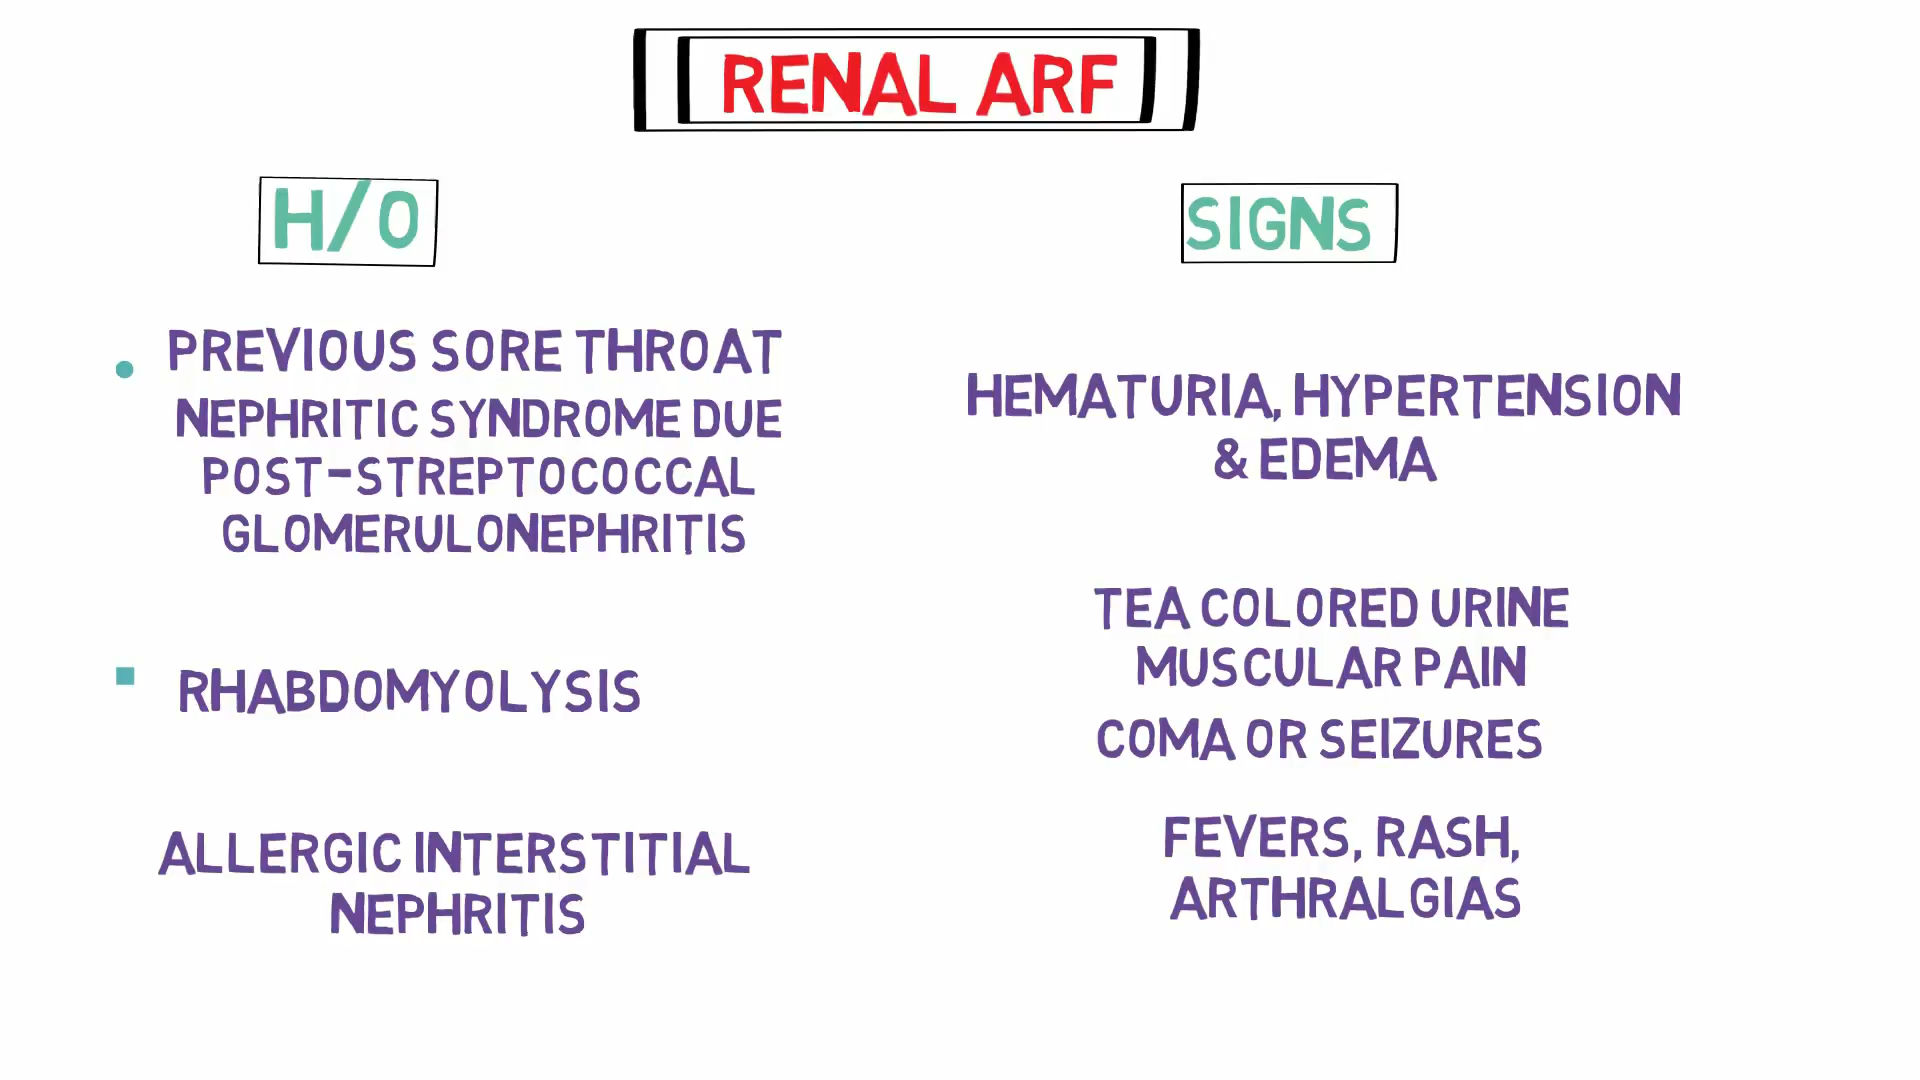 RENAL ARF
H/O
SIGNS
PREVIOUS SORE THROAT
NEPHRITIC SYNDROME DUE
POST-STREPTOCOCCAL
GLOMERULONEPHRITIS
HEMATURIA, HYPERTENSION
& EDEMA
RHABDOMYOLYSIS
TEA COLORED URINE
MUSCULAR PAIN
COMA OR SEIZURES
ALLERGIC INTERSTITIAL
NEPHRITIS
FEVERS, RASH,
ARTHRALGIAS